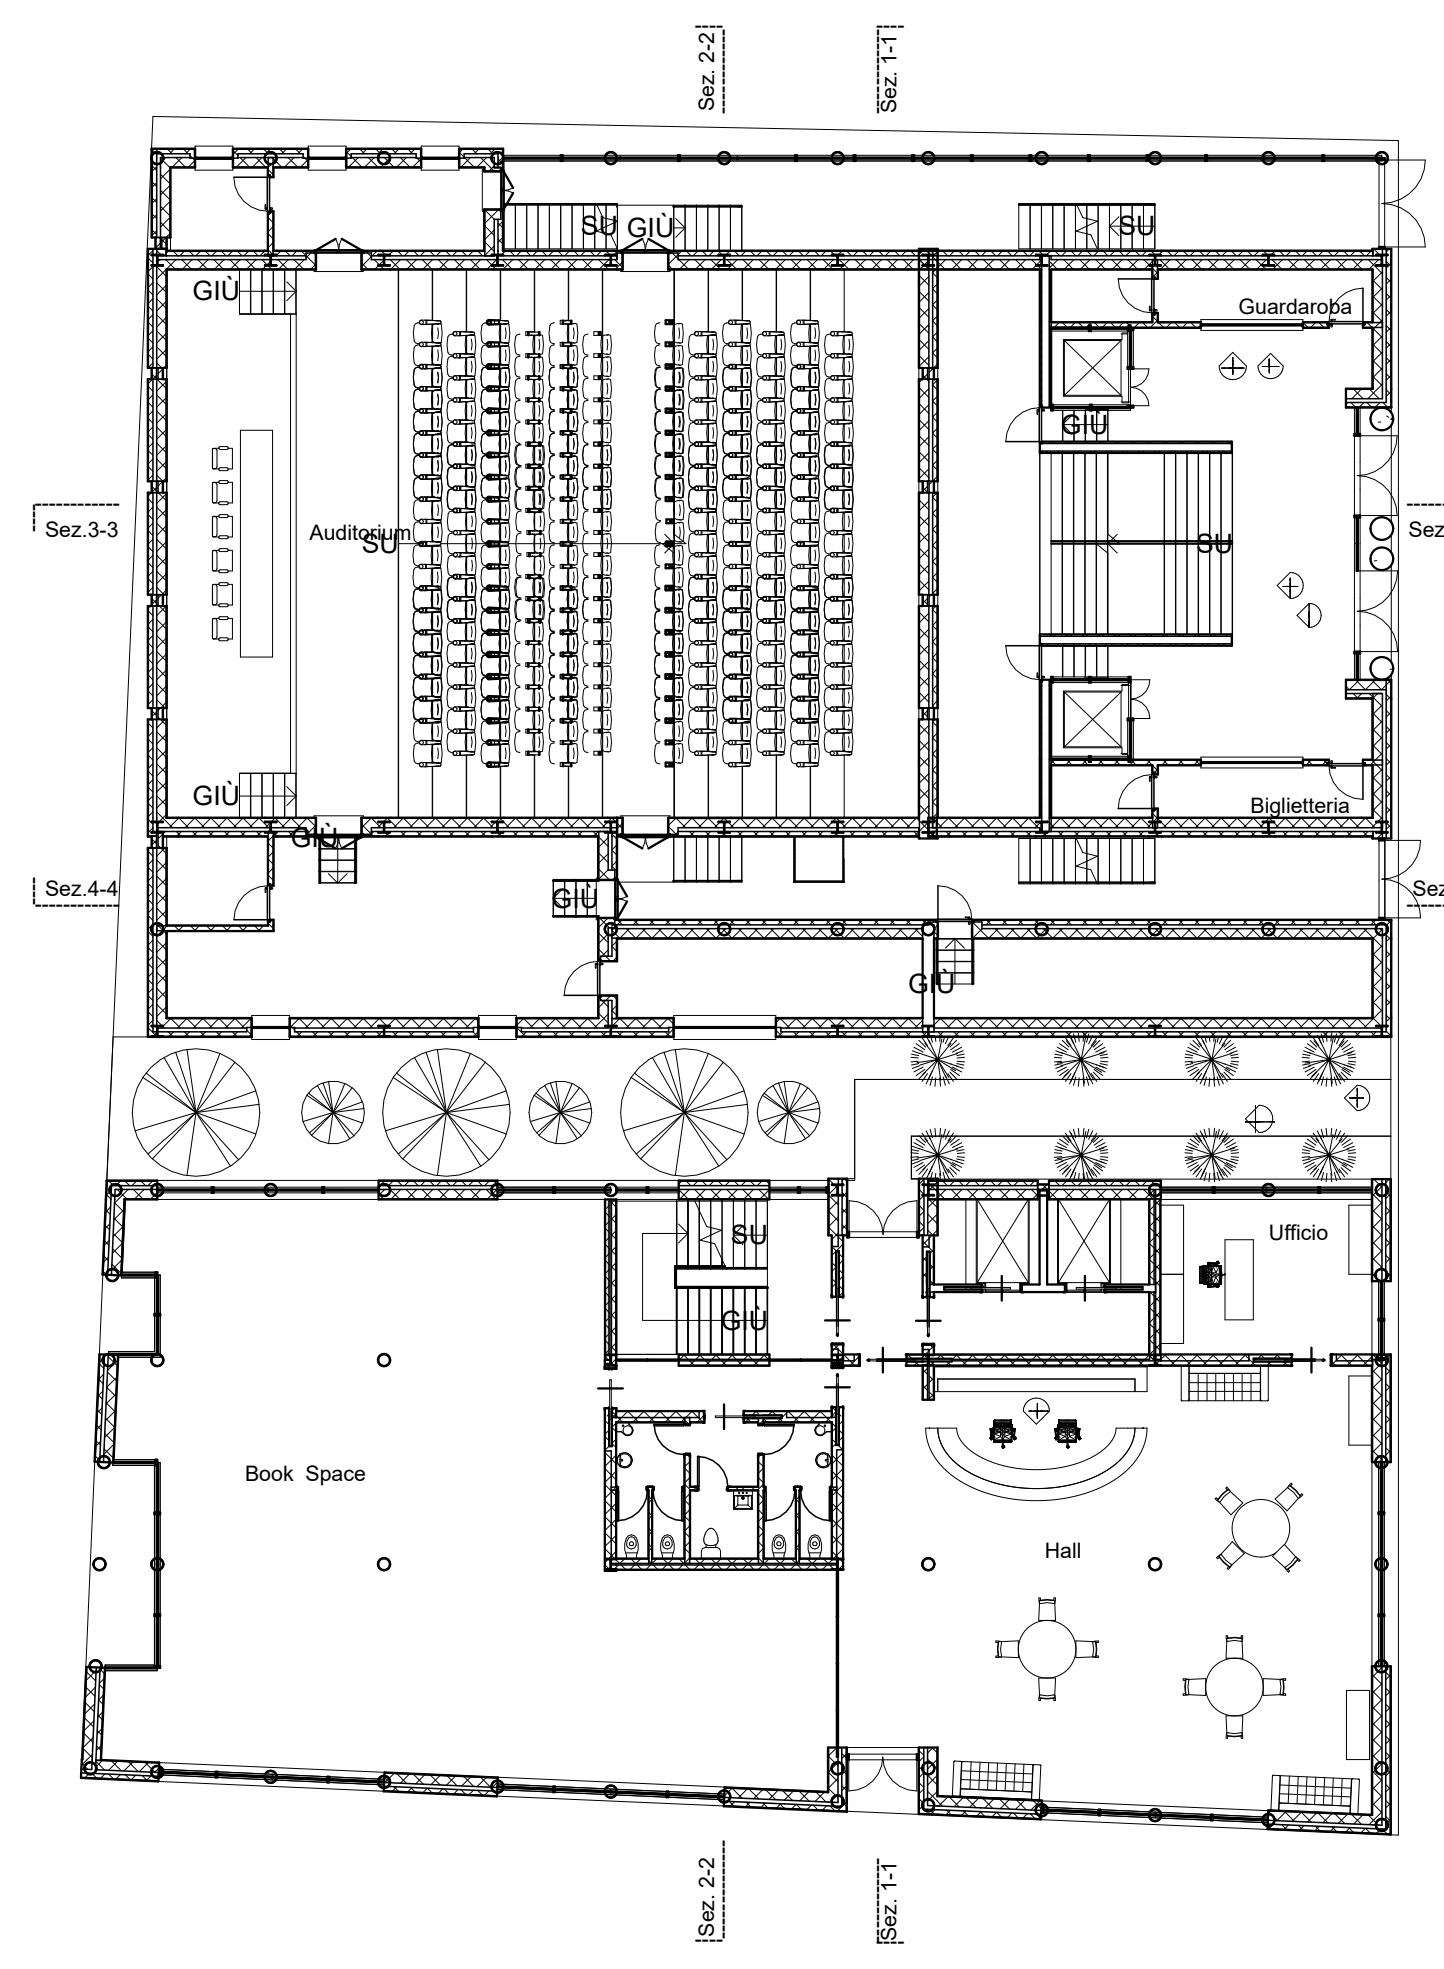 Sez. 2-2
Sez. 1-1
SU
GIÙ
SU
GIÙ
Guardaroba
GIÙ
Sez.3-3
Auditorium
SU
SU
Sez
GIÙ
Biglietteria
GIÙ
Sez.4-4
GIÙ
Sez
GIÙ
SU
Ufficio
GIÙ
Book Space
Hall
Sez. 2-2
Sez. 1-1